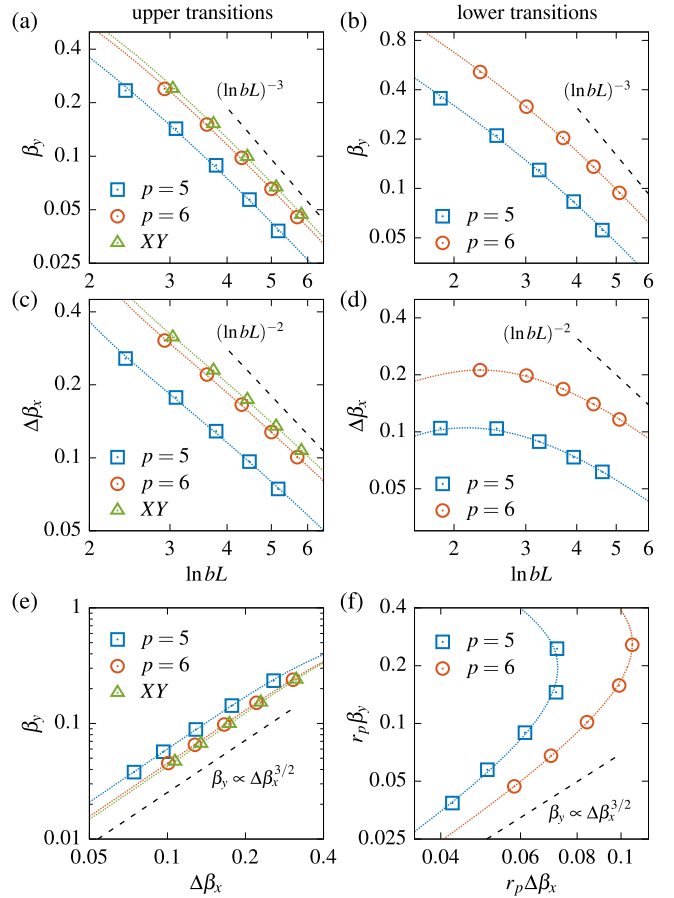 upper transitions
lower transitions
(a)
0.4
0.2
0.1
0.05
0.025
β_y
(ln bL)^{-3}
p = 5
p = 6
XY
2
3
4
5
6
(b)
0.8
0.4
0.2
0.1
0.05
β_y
(ln bL)^{-3}
p = 5
p = 6
2
3
4
5
6
(c)
0.4
0.2
0.1
0.05
Δβ_x
(ln bL)^{-2}
p = 5
p = 6
XY
2
3
4
5
6
ln bL
(d)
0.4
0.2
0.1
0.05
Δβ_x
(ln bL)^{-2}
p = 5
p = 6
2
3
4
5
6
ln bL
(e)
1
0.1
0.01
β_y
p = 5
p = 6
XY
β_y ∝ Δβ_x^{3/2}
0.05
0.1
0.2
0.4
Δβ_x
(f)
0.4
0.2
0.1
0.05
0.025
r_pβ_y
p = 5
p = 6
β_y ∝ Δβ_x^{3/2}
0.04
0.06
0.08
0.1
r_pΔβ_x